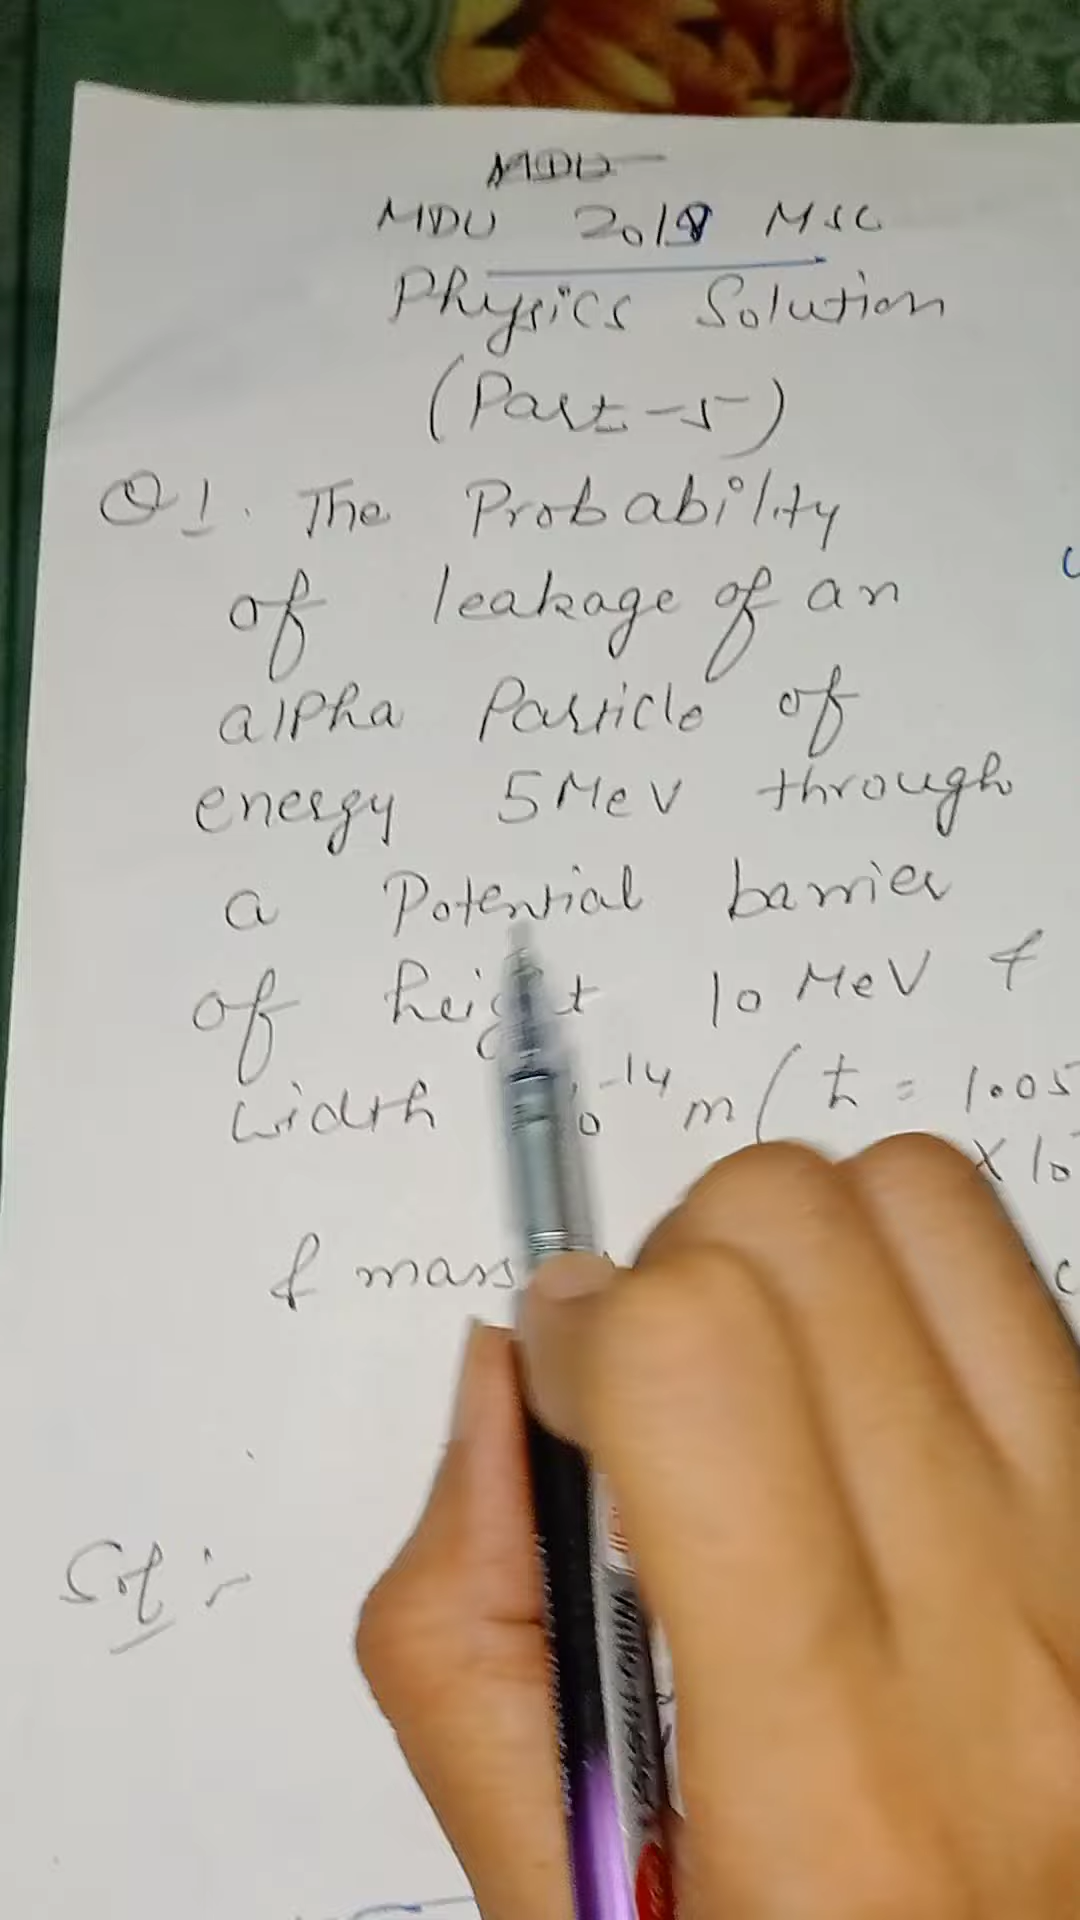 MDU
MDU 2018 MSC
Physics Solution
(Part-5)
Q1. The Probability
of leakage of an
alpha Particle of
energy 5MeV through
a Potential barrier
of height 10 MeV &
width 10^-14 m (ħ = 1.05
× 10
& mass
Sol :-